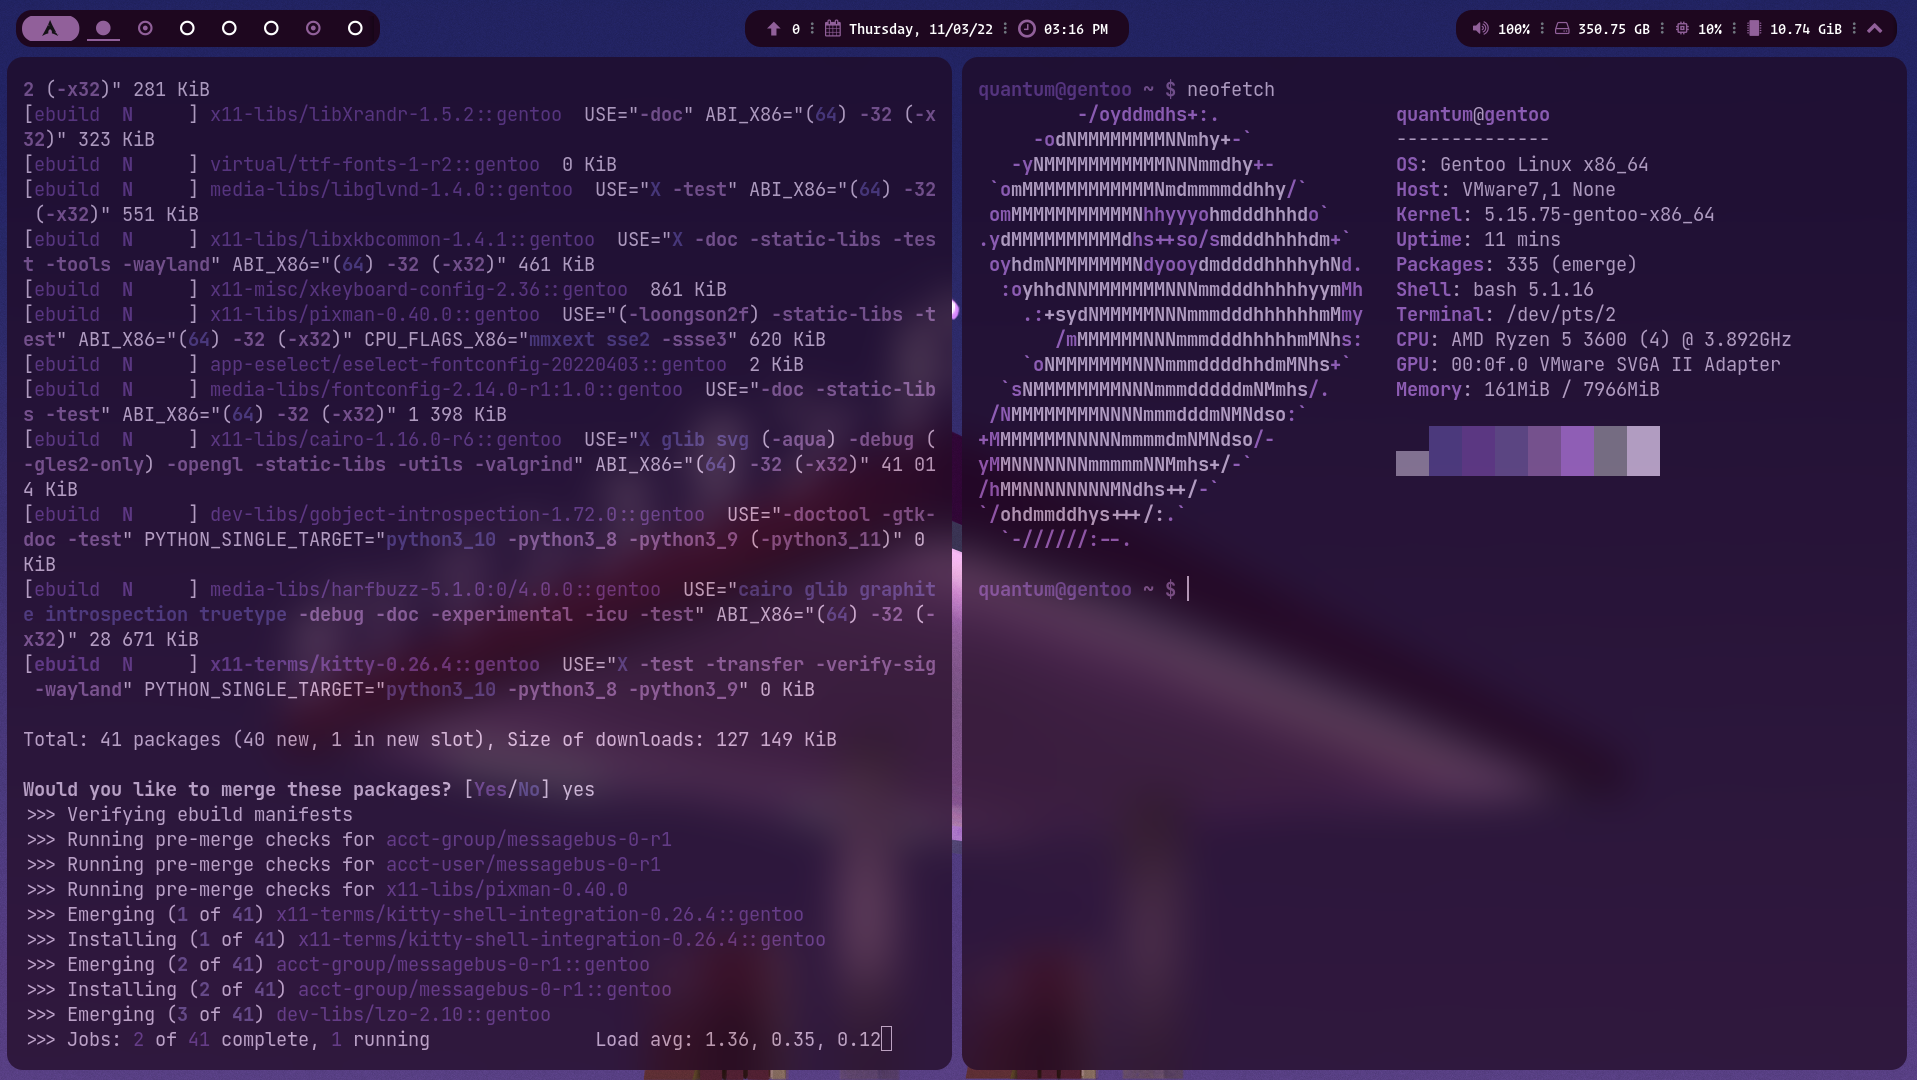 0 Thursday, 11/03/22 03:16 PM 100% 350.75 GB 10% 10.74 GiB
2 (-x32)" 281 KiB
[ebuild  N     ] x11-libs/libXrandr-1.5.2::gentoo  USE="-doc" ABI_X86="(64) -32 (-x
32)" 323 KiB
[ebuild  N     ] virtual/ttf-fonts-1-r2::gentoo  0 KiB
[ebuild  N     ] media-libs/libglvnd-1.4.0::gentoo  USE="X -test" ABI_X86="(64) -32
 (-x32)" 551 KiB
[ebuild  N     ] x11-libs/libxkbcommon-1.4.1::gentoo  USE="X -doc -static-libs -tes
t -tools -wayland" ABI_X86="(64) -32 (-x32)" 461 KiB
[ebuild  N     ] x11-misc/xkeyboard-config-2.36::gentoo  861 KiB
[ebuild  N     ] x11-libs/pixman-0.40.0::gentoo  USE="(-loongson2f) -static-libs -t
est" ABI_X86="(64) -32 (-x32)" CPU_FLAGS_X86="mmxext sse2 -ssse3" 620 KiB
[ebuild  N     ] app-eselect/eselect-fontconfig-20220403::gentoo  2 KiB
[ebuild  N     ] media-libs/fontconfig-2.14.0-r1:1.0::gentoo  USE="-doc -static-lib
s -test" ABI_X86="(64) -32 (-x32)" 1 398 KiB
[ebuild  N     ] x11-libs/cairo-1.16.0-r6::gentoo  USE="X glib svg (-aqua) -debug (
-gles2-only) -opengl -static-libs -utils -valgrind" ABI_X86="(64) -32 (-x32)" 41 01
4 KiB
[ebuild  N     ] dev-libs/gobject-introspection-1.72.0::gentoo  USE="-doctool -gtk-
doc -test" PYTHON_SINGLE_TARGET="python3_10 -python3_8 -python3_9 (-python3_11)" 0
KiB
[ebuild  N     ] media-libs/harfbuzz-5.1.0:0/4.0.0::gentoo  USE="cairo glib graphit
e introspection truetype -debug -doc -experimental -icu -test" ABI_X86="(64) -32 (-
x32)" 28 671 KiB
[ebuild  N     ] x11-terms/kitty-0.26.4::gentoo  USE="X -test -transfer -verify-sig
 -wayland" PYTHON_SINGLE_TARGET="python3_10 -python3_8 -python3_9" 0 KiB
Total: 41 packages (40 new, 1 in new slot), Size of downloads: 127 149 KiB
Would you like to merge these packages? [Yes/No] yes
>>> Verifying ebuild manifests
>>> Running pre-merge checks for acct-group/messagebus-0-r1
>>> Running pre-merge checks for acct-user/messagebus-0-r1
>>> Running pre-merge checks for x11-libs/pixman-0.40.0
>>> Emerging (1 of 41) x11-terms/kitty-shell-integration-0.26.4::gentoo
>>> Installing (1 of 41) x11-terms/kitty-shell-integration-0.26.4::gentoo
>>> Emerging (2 of 41) acct-group/messagebus-0-r1::gentoo
>>> Installing (2 of 41) acct-group/messagebus-0-r1::gentoo
>>> Emerging (3 of 41) dev-libs/lzo-2.10::gentoo
>>> Jobs: 2 of 41 complete, 1 running               Load avg: 1.36, 0.35, 0.12
quantum@gentoo ~ $ neofetch
         -/oyddmdhs+:.
     -odNMMMMMMMMNNmhy+-`
   -yNMMMMMMMMMMMNNNmmdhy+-
 `omMMMMMMMMMMMMNmdmmmmddhhy/`
 omMMMMMMMMMMMNhhyyyohmdddhhhdo`
.ydMMMMMMMMMMdhs++so/smdddhhhhdm+`
 oyhdmNMMMMMMMNdyooydmddddhhhhyhNd.
  :oyhhdNNMMMMMMMNNNmmdddhhhhhyymMh
    .:+sydNMMMMMNNNmmmdddhhhhhhmMmy
       /mMMMMMMNNNmmmdddhhhhhmMNhs:
    `oNMMMMMMMNNNmmmddddhhdmMNhs+`
  `sNMMMMMMMMNNNmmmdddddmNMmhs/.
 /NMMMMMMMMNNNNmmmdddmNMNdso:`
+MMMMMMMNNNNNmmmmdmNMNdso/-
yMMNNNNNNNmmmmmNNMmhs+/-`
/hMMNNNNNNNNMNdhs++/-`
`/ohdmmddhys+++/:.`
  `-//////:--.
quantum@gentoo
--------------
OS: Gentoo Linux x86_64
Host: VMware7,1 None
Kernel: 5.15.75-gentoo-x86_64
Uptime: 11 mins
Packages: 335 (emerge)
Shell: bash 5.1.16
Terminal: /dev/pts/2
CPU: AMD Ryzen 5 3600 (4) @ 3.892GHz
GPU: 00:0f.0 VMware SVGA II Adapter
Memory: 161MiB / 7966MiB
quantum@gentoo ~ $